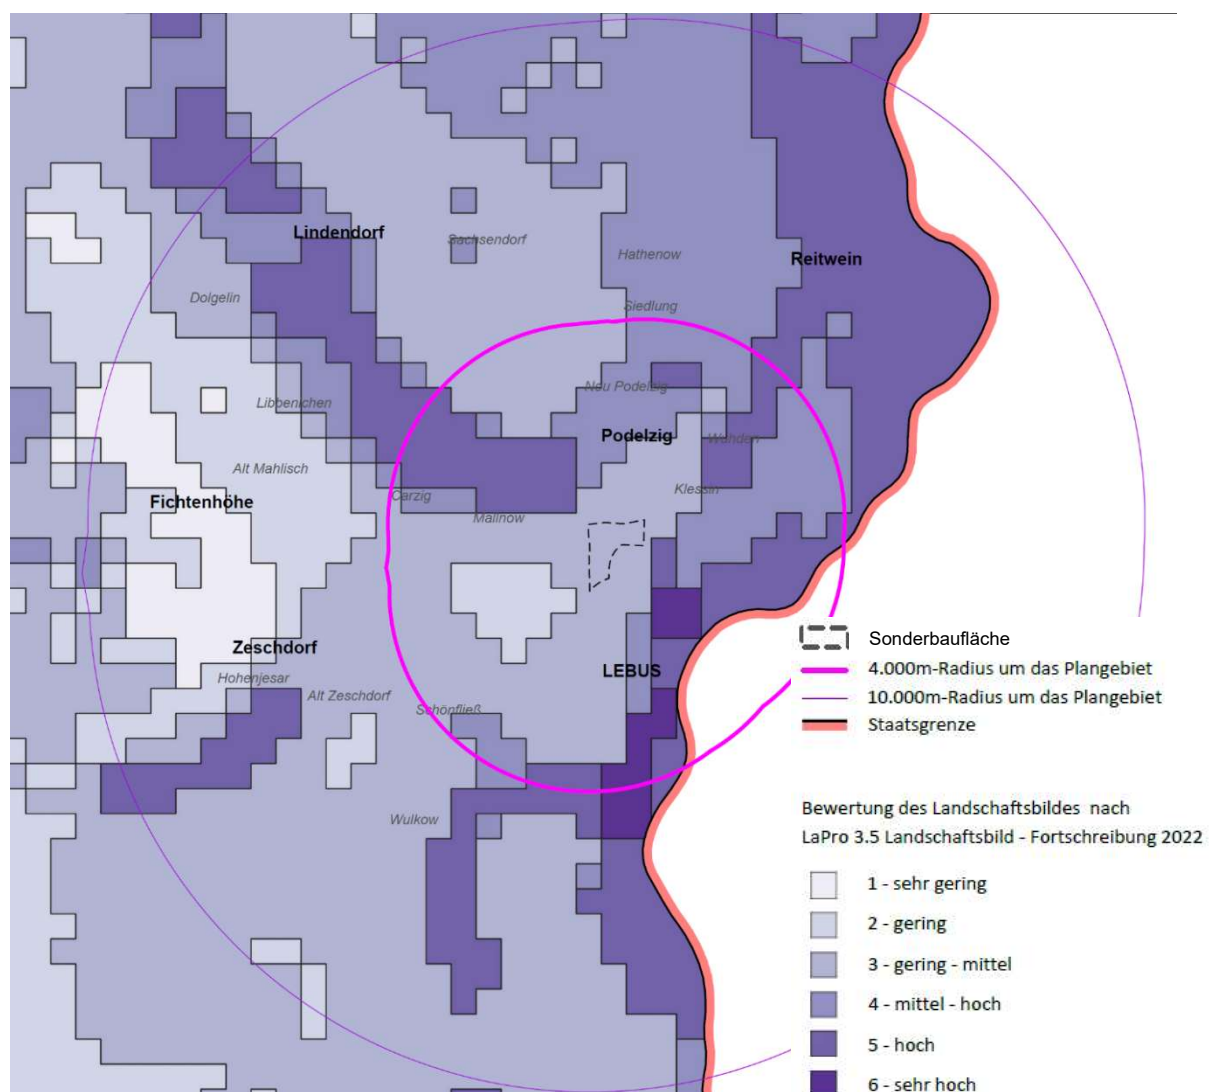 Lindendorf
Sachsendorf
Hathenow
Reitwein
Dolgelin
Siedlung
Neu Podelzig
Libbenichen
Podelzig
Wuhden
Alt Mahlisch
Klessin
Carzig
Fichtenhöhe
Mallnow
Sonderbaufläche
Zeschdorf
4.000m-Radius um das Plangebiet
LEBUS
Hohenjesar
10.000m-Radius um das Plangebiet
Alt Zeschdorf
Schönfließ
Staatsgrenze
Bewertung des Landschaftsbildes nach
Wulkow
LaPro 3.5 Landschaftsbild - Fortschreibung 2022
1 - sehr gering
2 - gering
3 - gering - mittel
4 - mittel - hoch
5 - hoch
6 - sehr hoch